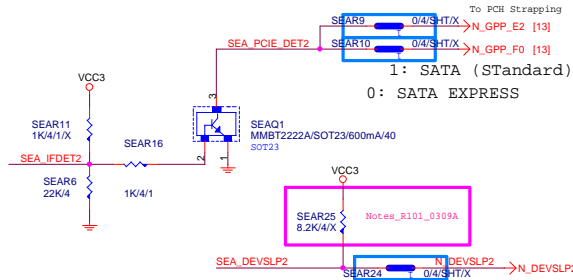 To PCH Strapping
SEAR9 0/4/SHT/X
N_GPP_E2 [13]
SEA_PCIE_DET2
SEAR10 0/4/SHT/X
N_GPP_F0 [13]
1: SATA (STandard)
0: SATA EXPRESS
VCC3
3
SEAR11
1K/4/1/X
SEAQ1
MMBT2222A/SOT23/600mA/40
SOT23
SEAR16
SEA_IFDET2
2
1
SEAR6
22K/4
1K/4/1
VCC3
SEAR25
8.2K/4/X
Notes_R101_0309A
SEA_DEVSLP2
N_DEVSLP2
N_DEVSLP2
SEAR24 0/4/SHT/X